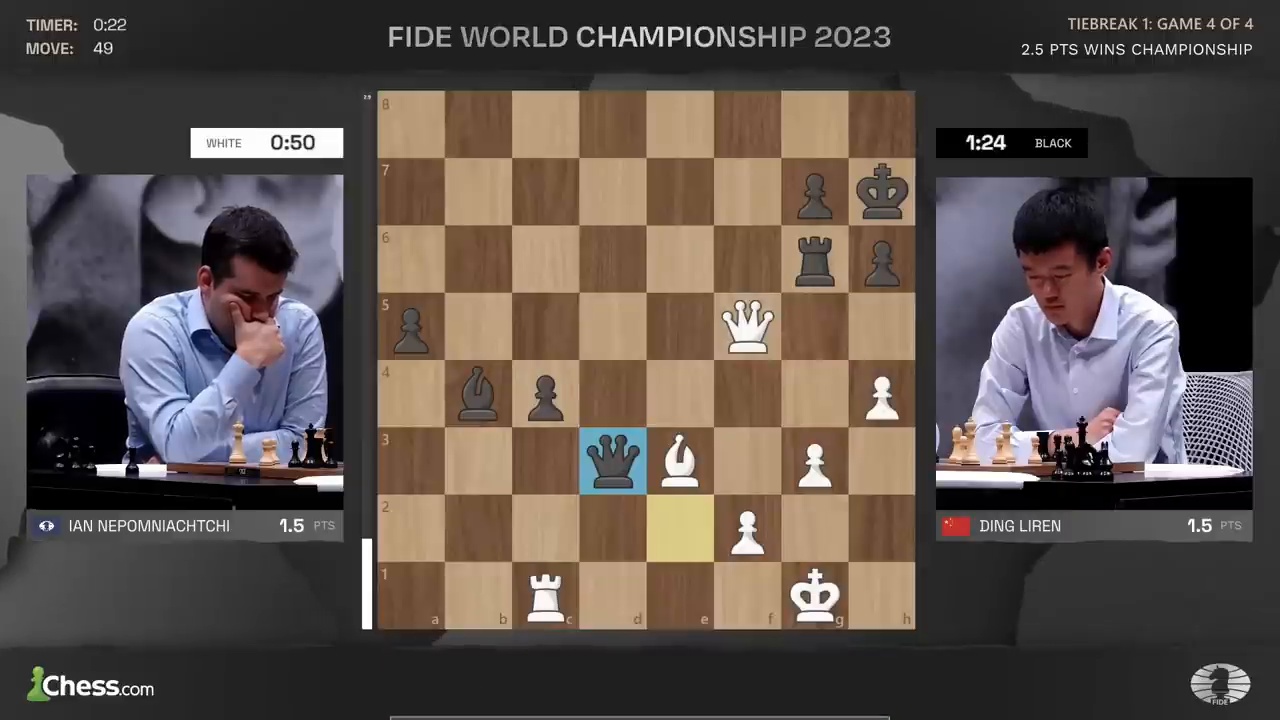 TIMER: 0:22
MOVE: 49
FIDE WORLD CHAMPIONSHIP 2023
TIEBREAK 1: GAME 4 OF 4
2.5 PTS WINS CHAMPIONSHIP
WHITE 0:50
1:24 BLACK
2.9
8
7
6
5
4
3
2
1
a b c d e f g h
IAN NEPOMNIACHTCHI 1.5 PTS
DING LIREN 1.5 PTS
Chess.com
FIDE